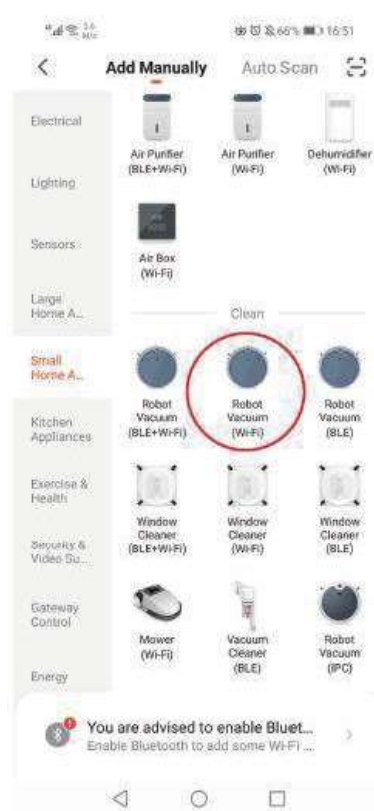 66% 16:51
Add Manually Auto Scan
Electrical
Lighting
Sensors
Large
Home A...
Small
Home A...
Kitchen
Appliances
Exercise &
Health
Security &
Video Su...
Gateway
Control
Energy
Air Purifier
(BLE+Wi-Fi)
Air Purifier
(Wi-Fi)
Dehumidifier
(Wi-Fi)
Air Box
(Wi-Fi)
Clean
Robot
Vacuum
(BLE+Wi-Fi)
Robot
Vacuum
(Wi-Fi)
Robot
Vacuum
(BLE)
Window
Cleaner
(BLE+Wi-Fi)
Window
Cleaner
(Wi-Fi)
Window
Cleaner
(BLE)
Mower
(Wi-Fi)
Vacuum
Cleaner
(BLE)
Robot
Vacuum
(IPC)
You are advised to enable Bluet...
Enable Bluetooth to add some Wi-Fi ...